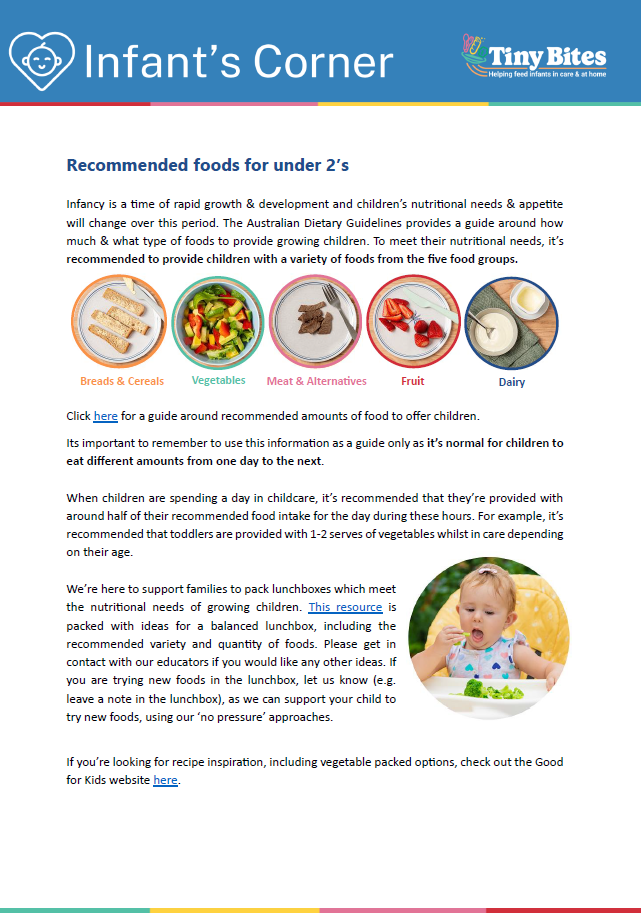 Infant's Corner
Tiny Bites
Helping feed infants in care & at home
Recommended foods for under 2's
Infancy is a time of rapid growth & development and children's nutritional needs & appetite
will change over this period. The Australian Dietary Guidelines provides a guide around how
much & what type of foods to provide growing children. To meet their nutritional needs, it's
recommended to provide children with a variety of foods from the five food groups.
Breads & Cereals
Vegetables
Meat & Alternatives
Fruit
Dairy
Click here for a guide around recommended amounts of food to offer children.
Its important to remember to use this information as a guide only as it's normal for children to
eat different amounts from one day to the next.
When children are spending a day in childcare, it's recommended that they're provided with
around half of their recommended food intake for the day during these hours. For example, it's
recommended that toddlers are provided with 1-2 serves of vegetables whilst in care depending
on their age.
We're here to support families to pack lunchboxes which meet
the nutritional needs of growing children. This resource is
packed with ideas for a balanced lunchbox, including the
recommended variety and quantity of foods. Please get in
contact with our educators if you would like any other ideas. If
you are trying new foods in the lunchbox, let us know (e.g.
leave a note in the lunchbox), as we can support your child to
try new foods, using our 'no pressure' approaches.
If you're looking for recipe inspiration, including vegetable packed options, check out the Good
for Kids website here.